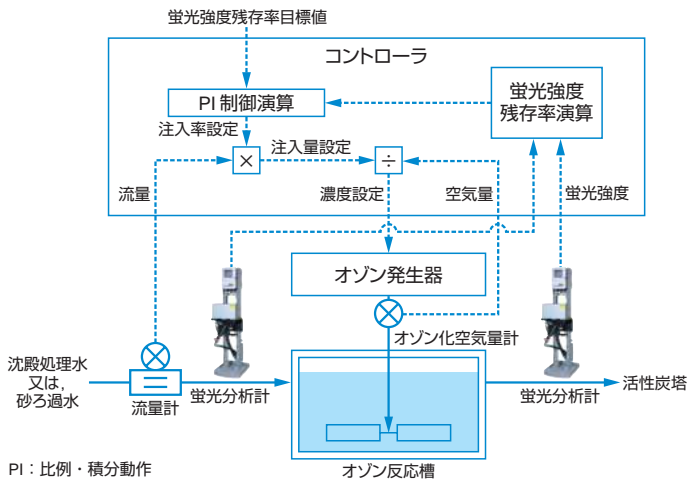 蛍光強度残存率目標値
コントローラ
PI 制御演算
蛍光強度
残存率演算
注入率設定
注入量設定
×
÷
流量
濃度設定
空気量
蛍光強度
オゾン発生器
オゾン化空気量計
沈殿処理水
又は，
砂ろ過水
流量計
蛍光分析計
蛍光分析計
活性炭塔
PI：比例・積分動作
オゾン反応槽